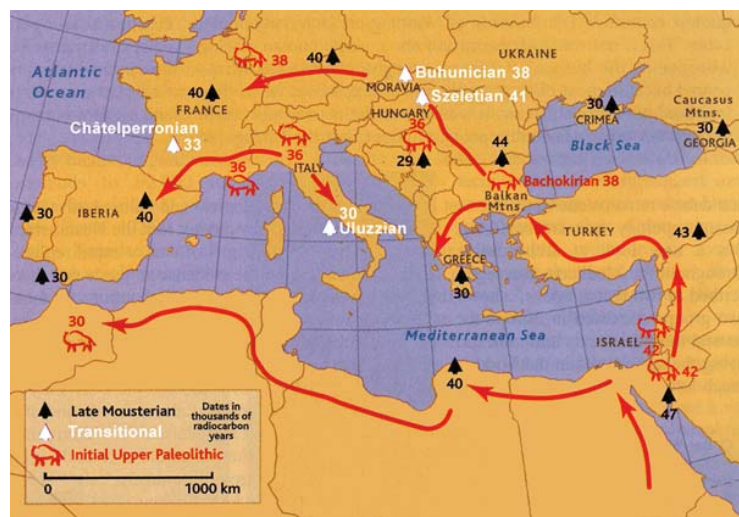 Atlantic
Ocean
UKRAINE
38
40
Buhunician 38
MORAVIA
Szeletian 41
40
FRANCE
HUNGARY
30
CRIMEA
Caucasus
Mtns.
30
GEORGIA
Châtelperronian
33
36
44
Black Sea
36
ITALY
29
36
Bachokirian 38
Balkan
Mtns.
30
IBERIA
40
30
Uluzzian
TURKEY
43
GREECE
30
30
30
Mediterranean Sea
ISRAEL
42
42
40
47
Late Mousterian
Transitional
Initial Upper Paleolithic
Dates in
thousands of
radiocarbon
years
0
1000 km